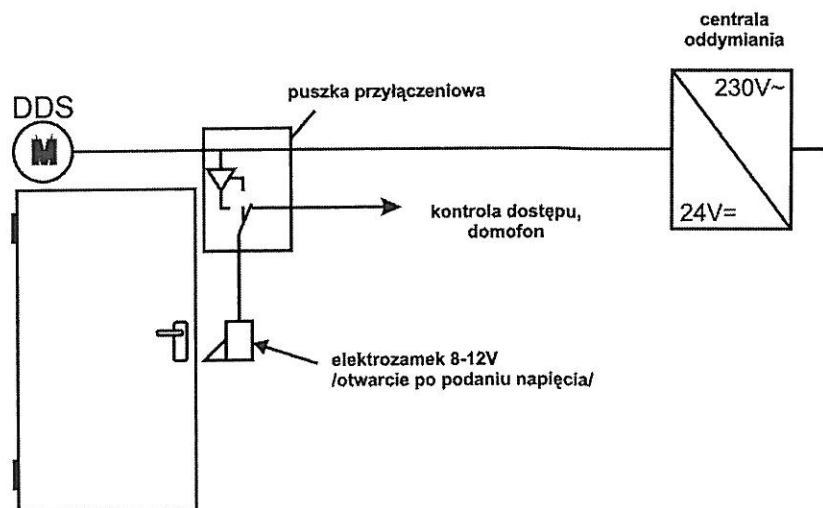 centrala
oddymiania
230V~
24V=
puszka przyłączeniowa
DDS
M
kontrola dostępu,
domofon
elektrozamek 8-12V
/otwarcie po podaniu napięcia/